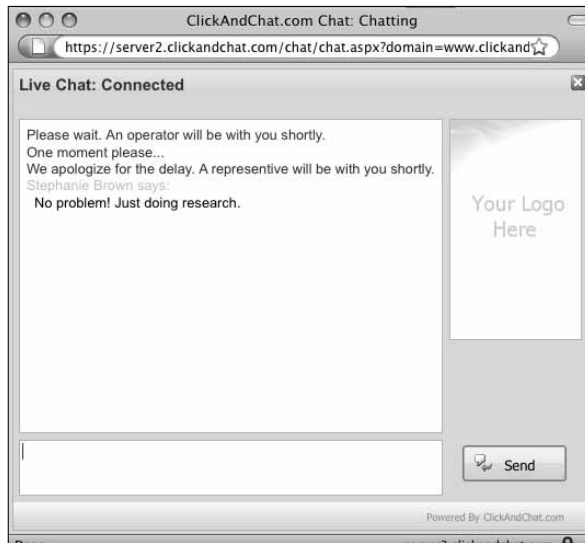 ClickAndChat.com Chat: Chatting
https://server2.clickandchat.com/chat/chat.aspx?domain=www.clickand
Live Chat: Connected
Please wait. An operator will be with you shortly.
One moment please...
We apologize for the delay. A representive will be with you shortly.
Stephanie Brown says:
No problem! Just doing research.
Your Logo
Here
Send
Powered By ClickAndChat.com